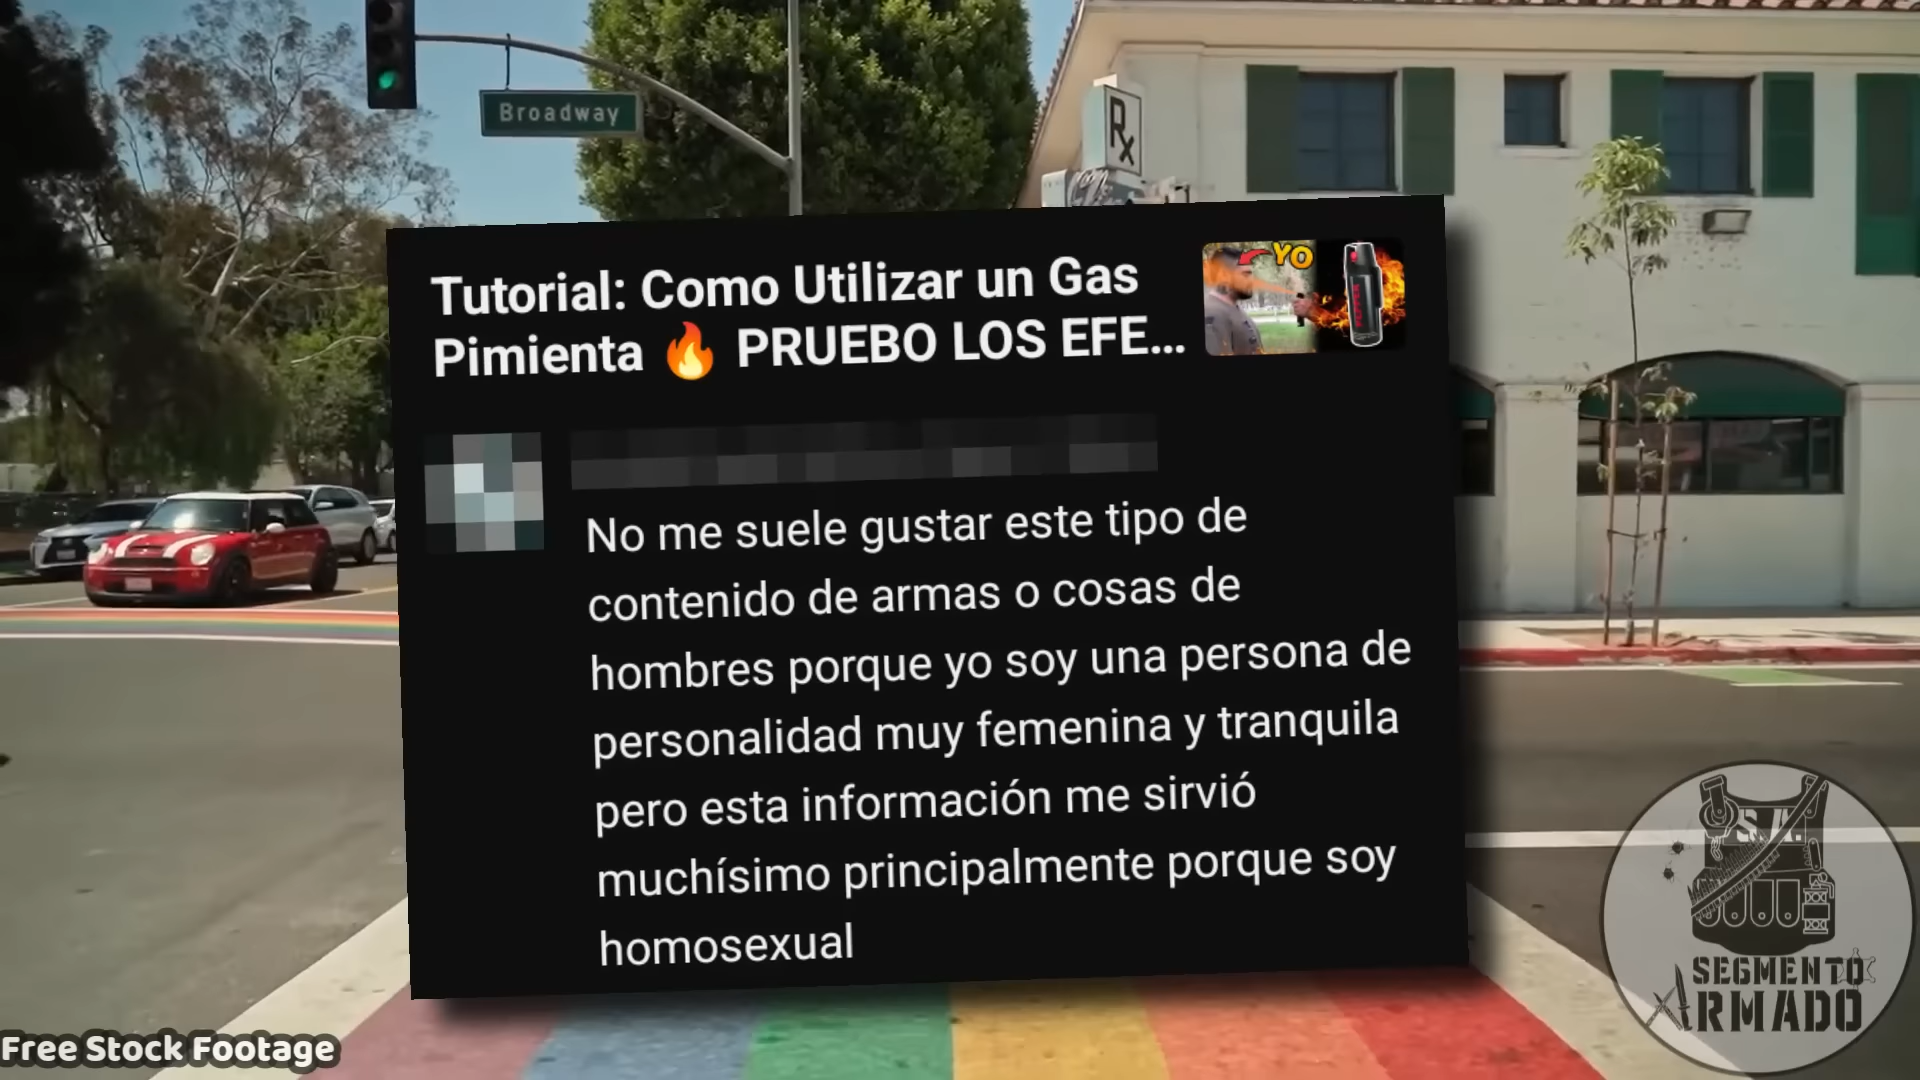 Broadway
Rx
Tutorial: Como Utilizar un Gas
Pimienta 🔥 PRUEBO LOS EFE...
YO
No me suele gustar este tipo de
contenido de armas o cosas de
hombres porque yo soy una persona de
personalidad muy femenina y tranquila
pero esta información me sirvió
muchísimo principalmente porque soy
homosexual
S.A.
SEGMENTO
ARMADO
Free Stock Footage